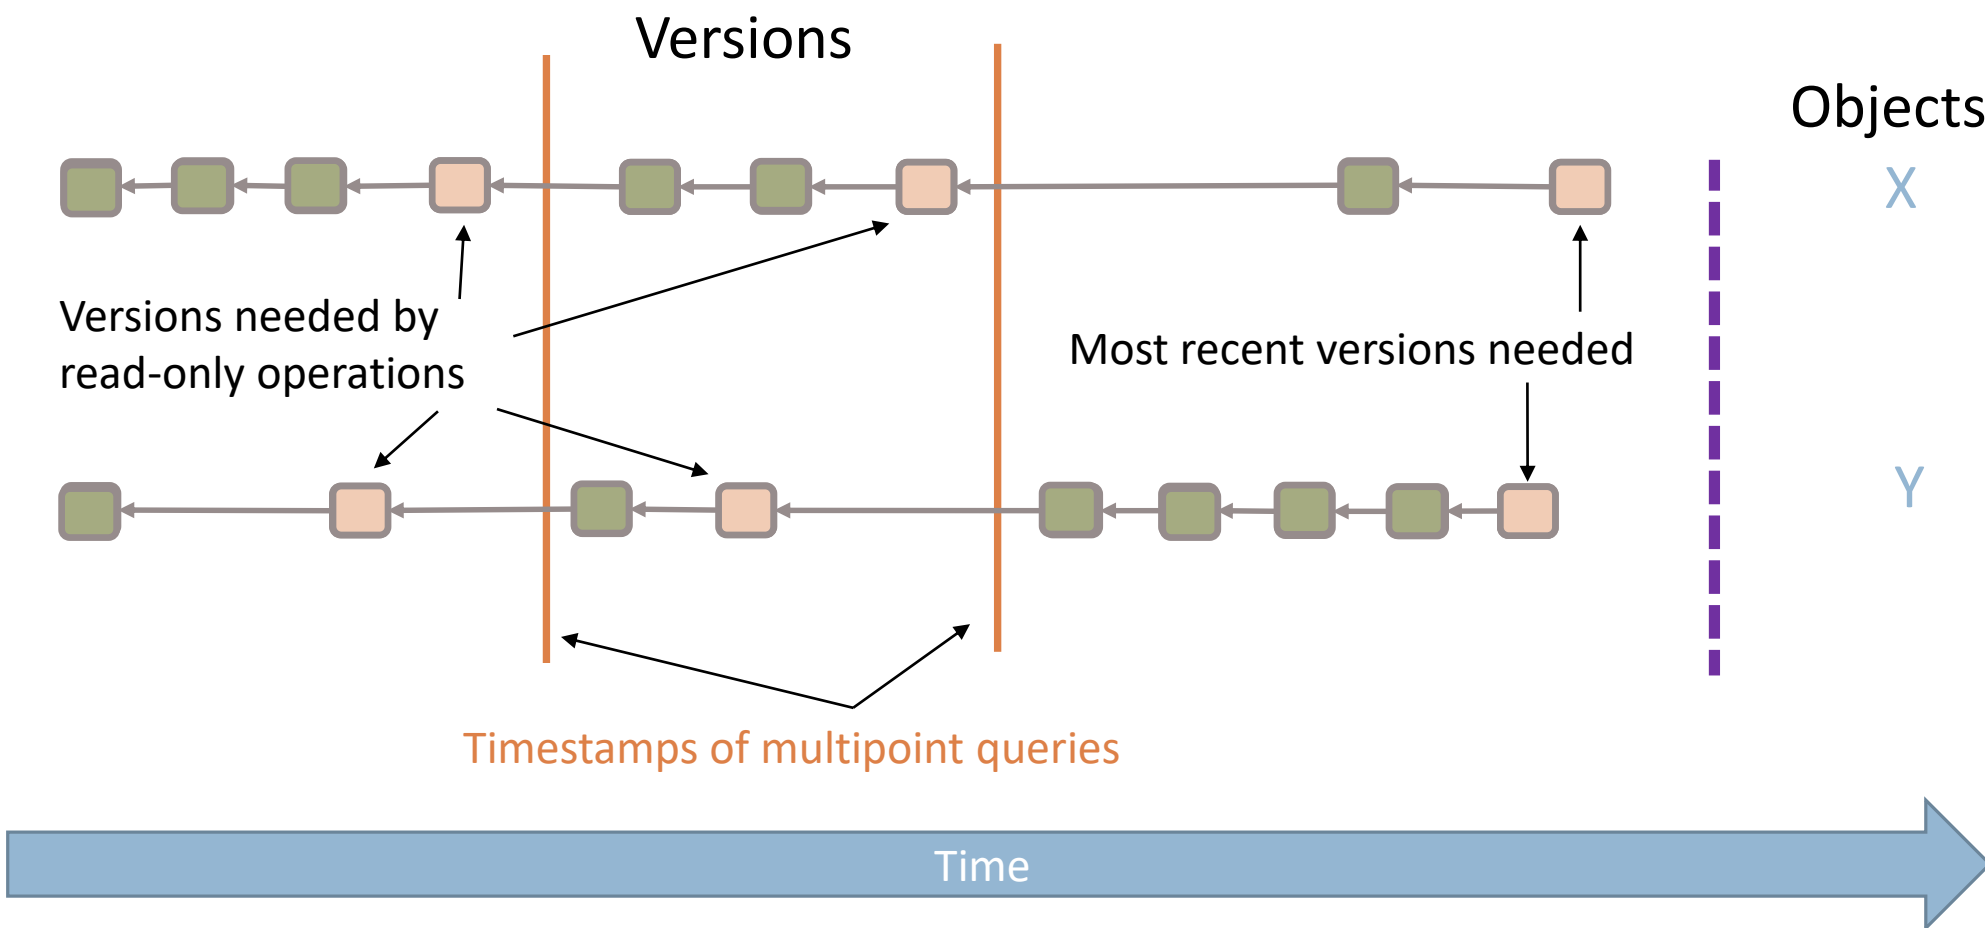 Versions
Objects
X
Versions needed by
read-only operations
Most recent versions needed
Y
Timestamps of multipoint queries
Time